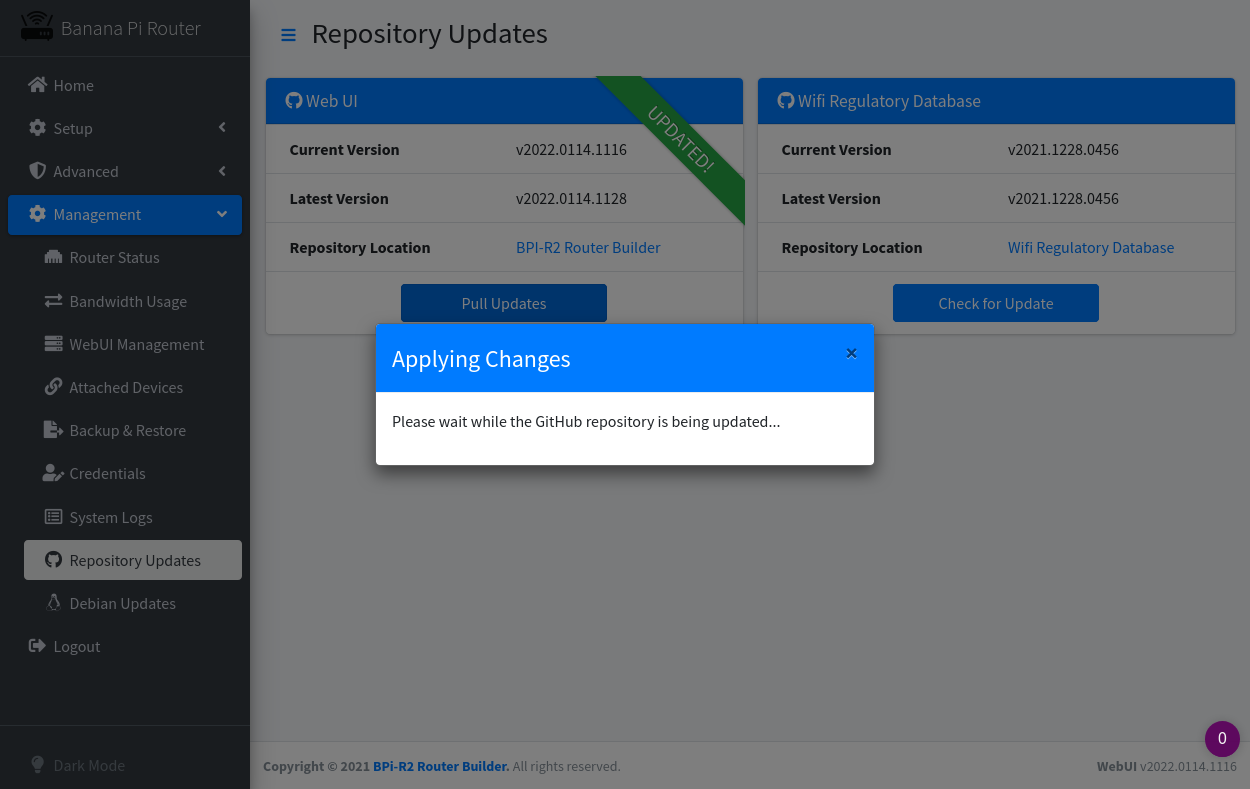 Banana Pi Router
Home
Setup
Advanced
Management
Router Status
Bandwidth Usage
WebUI Management
Attached Devices
Backup & Restore
Credentials
System Logs
Repository Updates
Debian Updates
Logout
Dark Mode
Repository Updates
Web UI
UPDATED!
Current Version v2022.0114.1116
Latest Version v2022.0114.1128
Repository Location BPI-R2 Router Builder
Pull Updates
Wifi Regulatory Database
Current Version v2021.1228.0456
Latest Version v2021.1228.0456
Repository Location Wifi Regulatory Database
Check for Update
Applying Changes ×
Please wait while the GitHub repository is being updated...
0
Copyright © 2021 BPi-R2 Router Builder. All rights reserved.
WebUI v2022.0114.1116